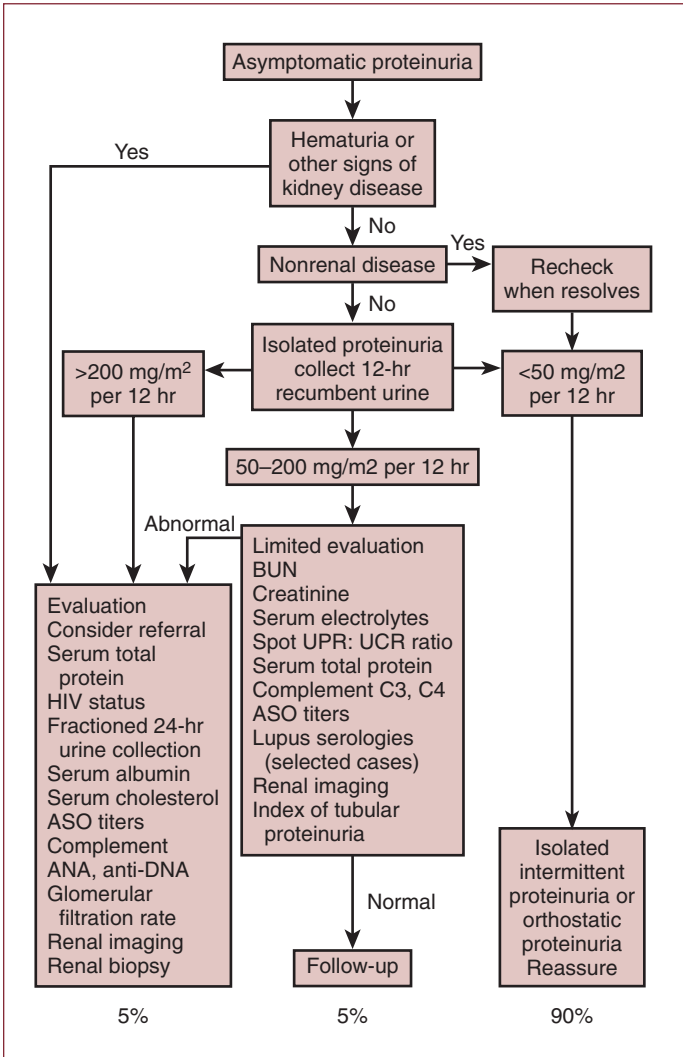 Asymptomatic proteinuria
Hematuria or
other signs of
kidney disease
Yes
No
Nonrenal disease
Yes
Recheck
when resolves
No
Isolated proteinuria
collect 12-hr
recumbent urine
>200 mg/m²
per 12 hr
<50 mg/m2
per 12 hr
50–200 mg/m2 per 12 hr
Abnormal
Limited evaluation
BUN
Creatinine
Serum electrolytes
Spot UPR: UCR ratio
Serum total protein
Complement C3, C4
ASO titers
Lupus serologies
(selected cases)
Renal imaging
Index of tubular
proteinuria
Evaluation
Consider referral
Serum total
protein
HIV status
Fractioned 24-hr
urine collection
Serum albumin
Serum cholesterol
ASO titers
Complement
ANA, anti-DNA
Glomerular
filtration rate
Renal imaging
Renal biopsy
Normal
Follow-up
Isolated
intermittent
proteinuria or
orthostatic
proteinuria
Reassure
5%
5%
90%